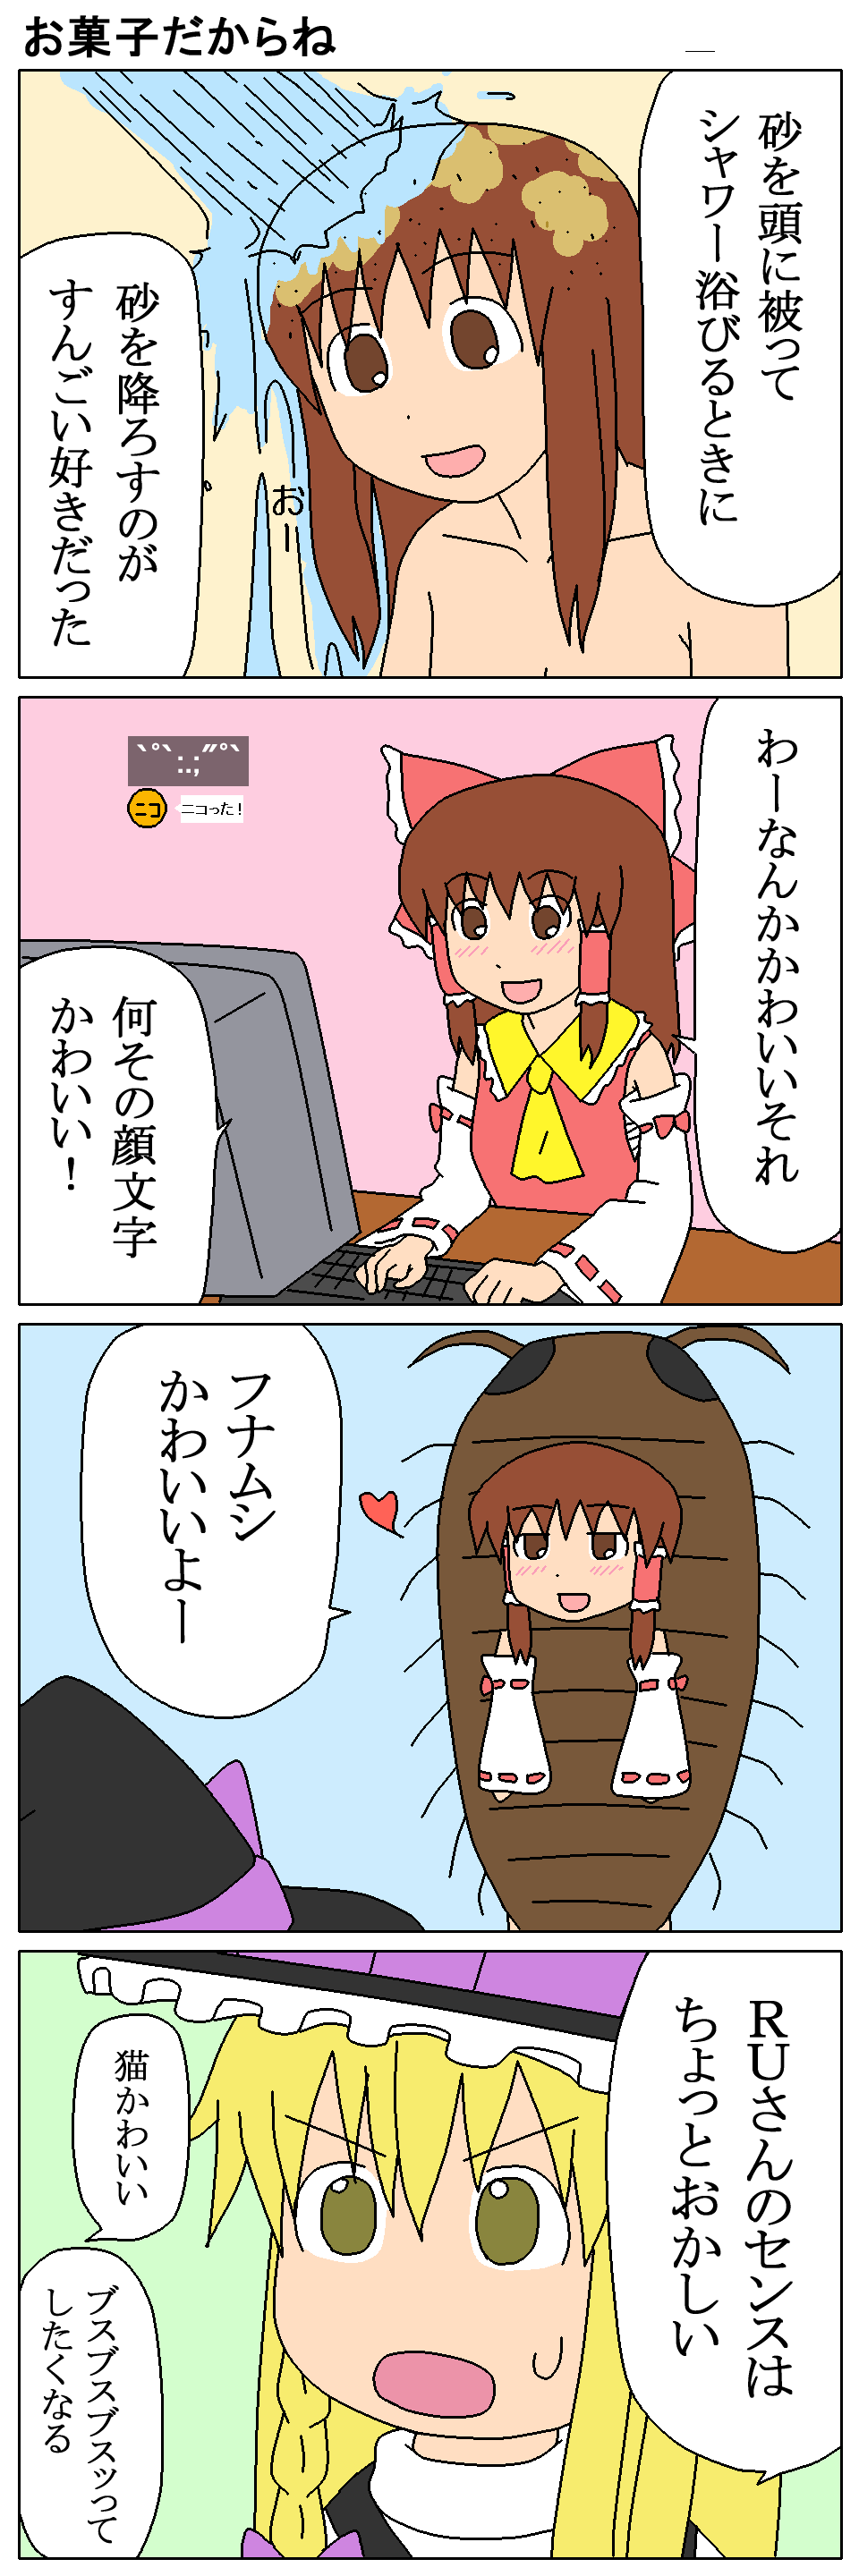 お菓子だからね
砂を頭に被って
シャワー浴びるときに
砂を降ろすのが
すんごい好きだった
おー
わーなんかかわいいそれ
｀°｀:.;"°｀
ニコ
ニコった！
何その顔文字
かわいい！
フナムシ
かわいいよー
RUさんのセンスは
ちょっとおかしい
猫かわいい
ブスブスブスッって
したくなる